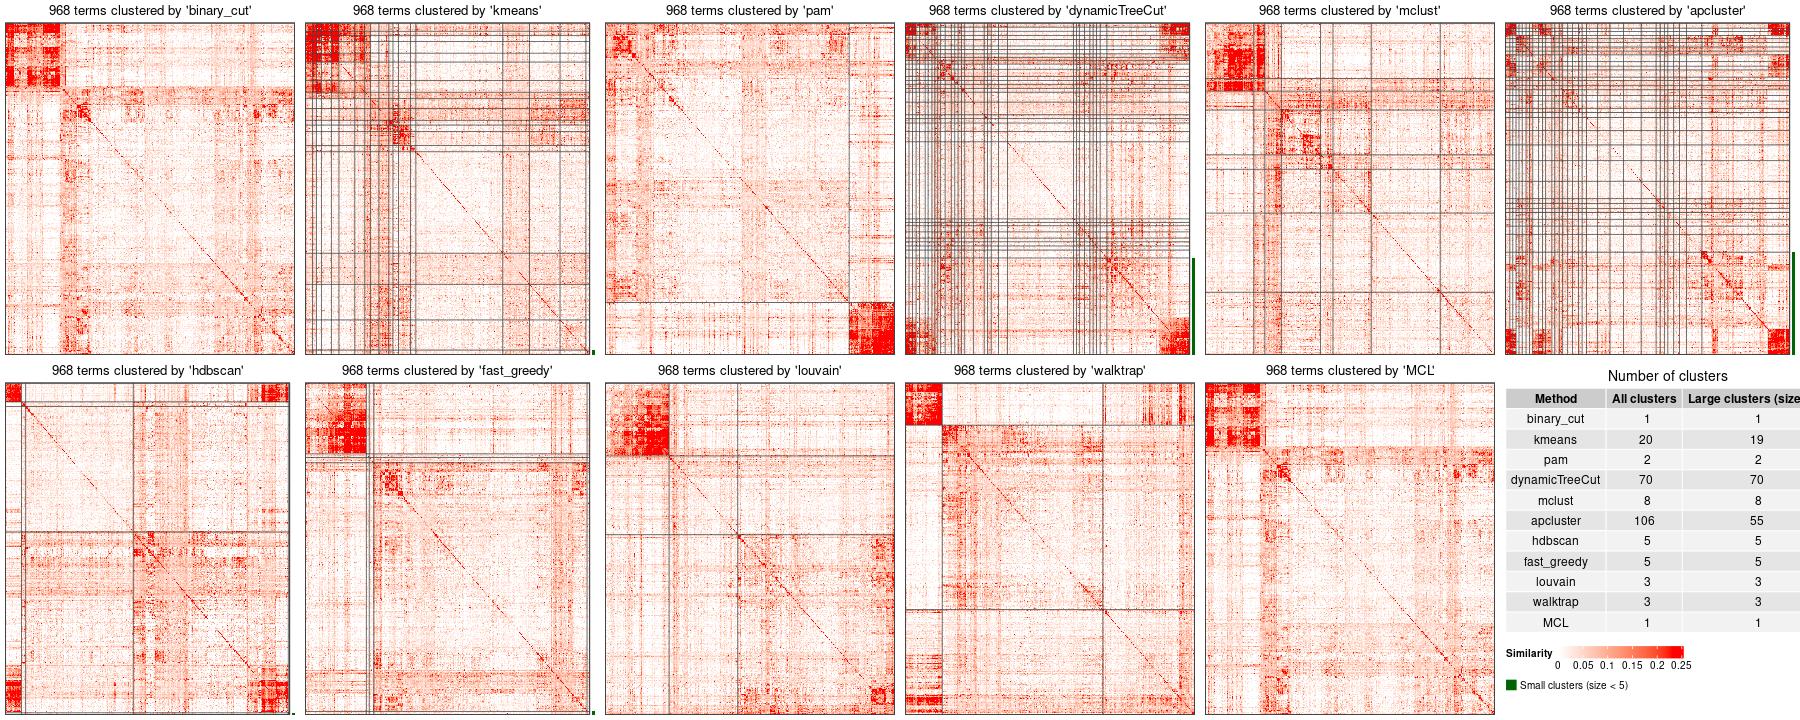 968 terms clustered by 'binary_cut'
968 terms clustered by 'kmeans'
968 terms clustered by 'pam'
968 terms clustered by 'dynamicTreeCut'
968 terms clustered by 'mclust'
968 terms clustered by 'apcluster'
968 terms clustered by 'hdbscan'
968 terms clustered by 'fast_greedy'
968 terms clustered by 'louvain'
968 terms clustered by 'walktrap'
968 terms clustered by 'MCL'
Number of clusters
Method All clusters Large clusters (size
binary_cut 1 1
kmeans 20 19
pam 2 2
dynamicTreeCut 70 70
mclust 8 8
apcluster 106 55
hdbscan 5 5
fast_greedy 5 5
louvain 3 3
walktrap 3 3
MCL 1 1
Similarity
0 0.05 0.1 0.15 0.2 0.25
Small clusters (size < 5)